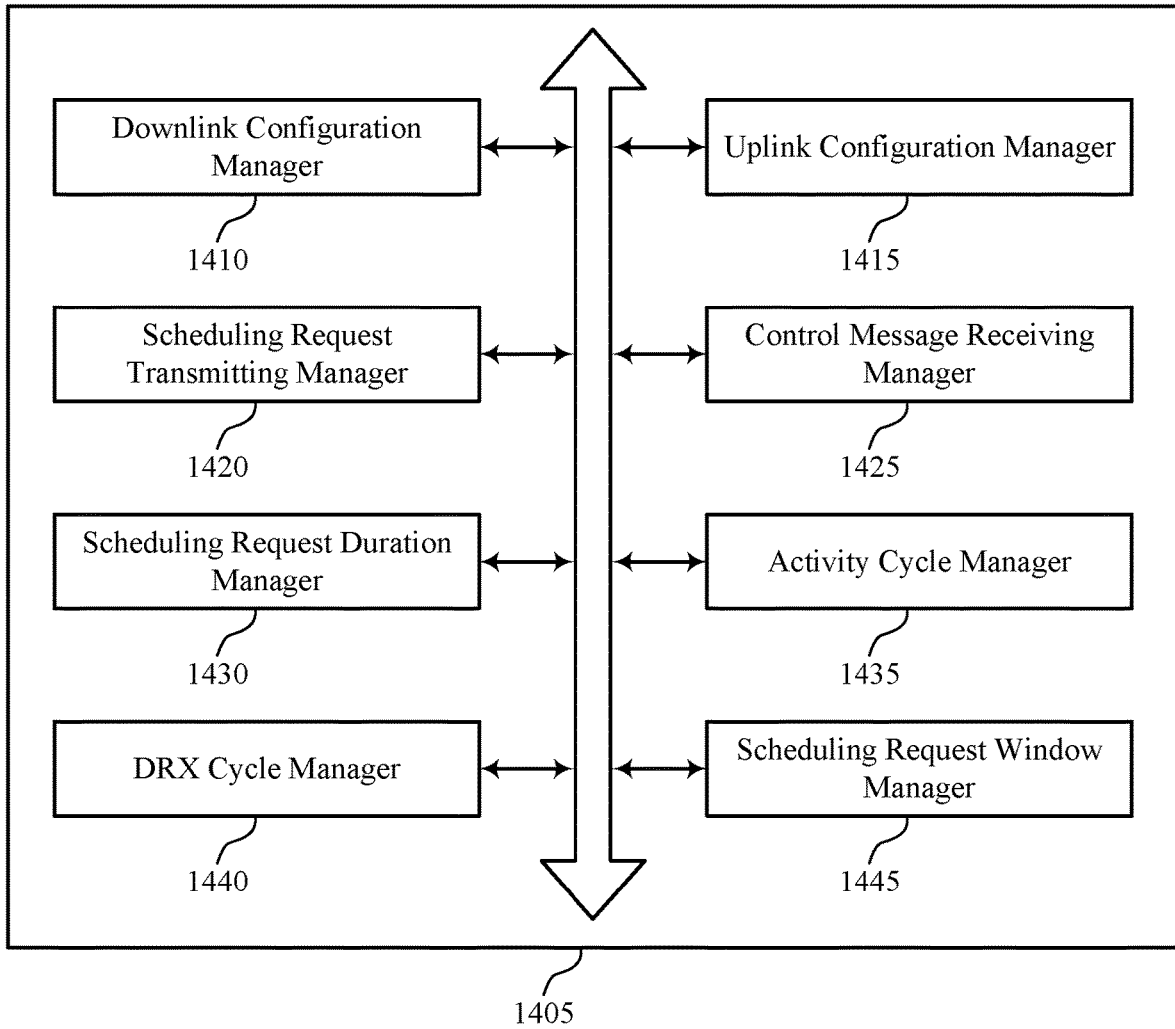 Downlink Configuration
Manager
1410
Uplink Configuration Manager
1415
Scheduling Request
Transmitting Manager
1420
Control Message Receiving
Manager
1425
Scheduling Request Duration
Manager
1430
Activity Cycle Manager
1435
DRX Cycle Manager
1440
Scheduling Request Window
Manager
1445
1405